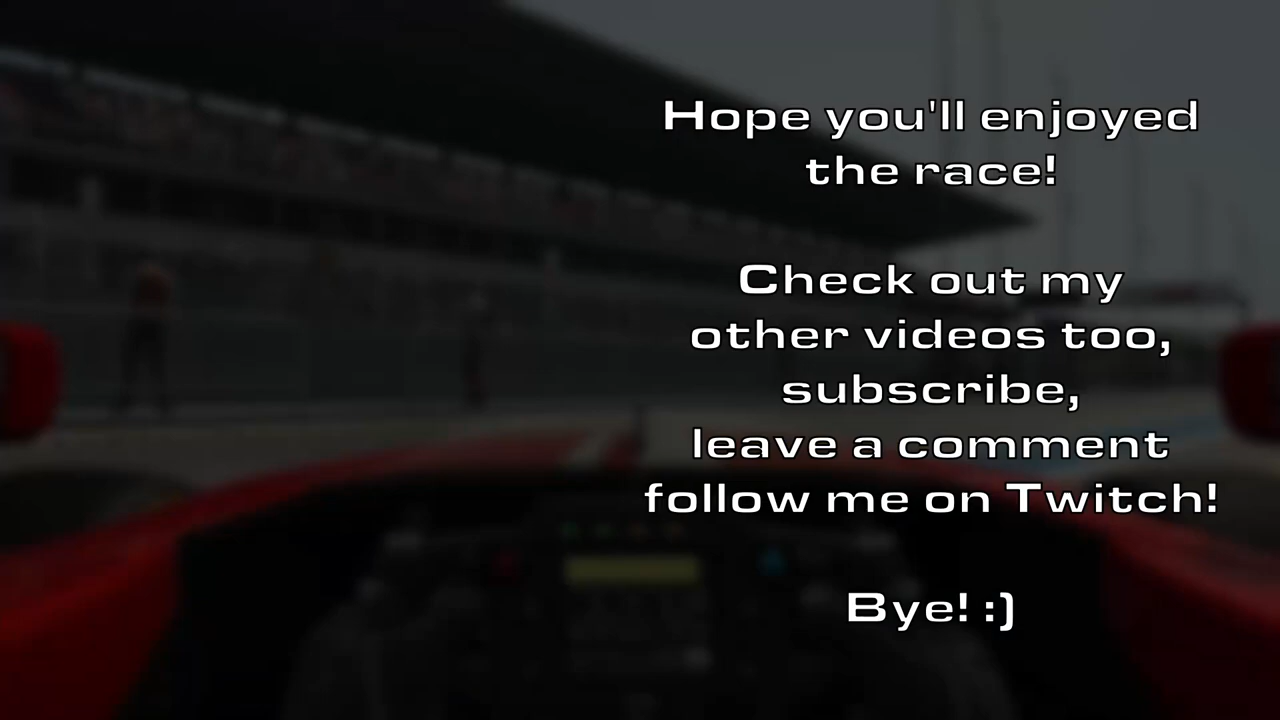 Hope you'll enjoyed
the race!
Check out my
other videos too,
subscribe,
leave a comment
follow me on Twitch!
Bye! :)